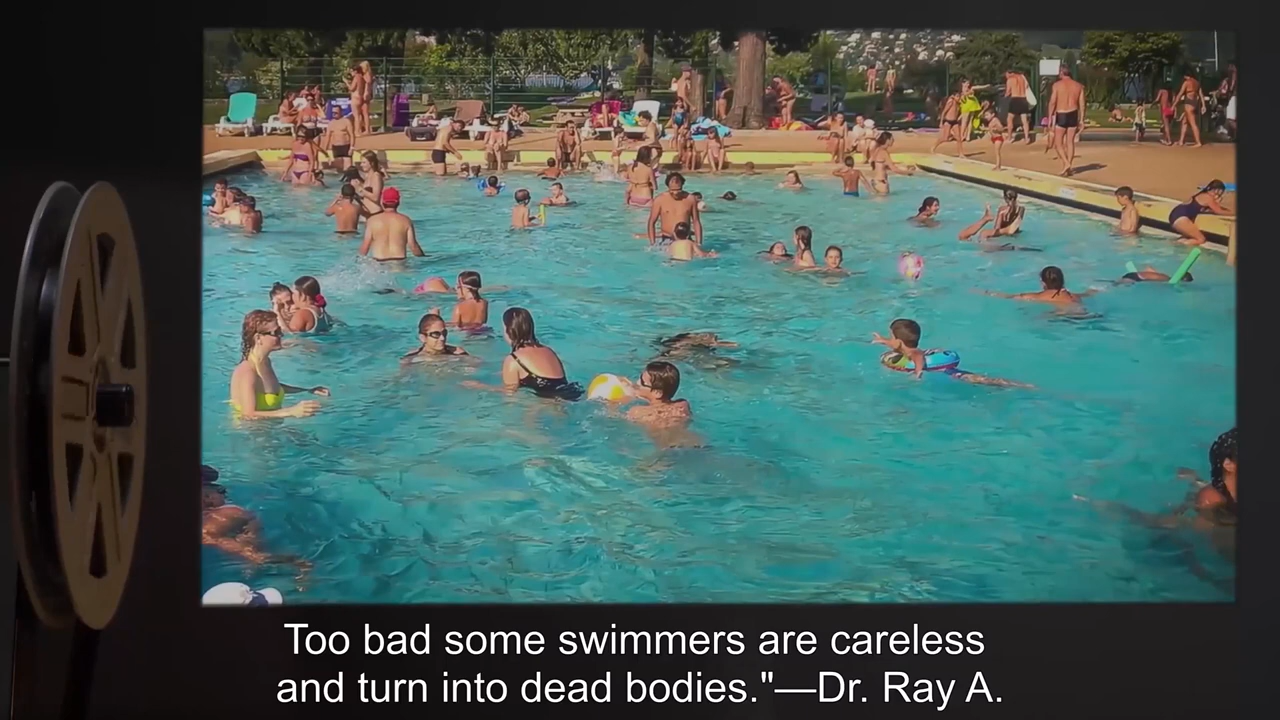 Too bad some swimmers are careless
and turn into dead bodies."—Dr. Ray A.